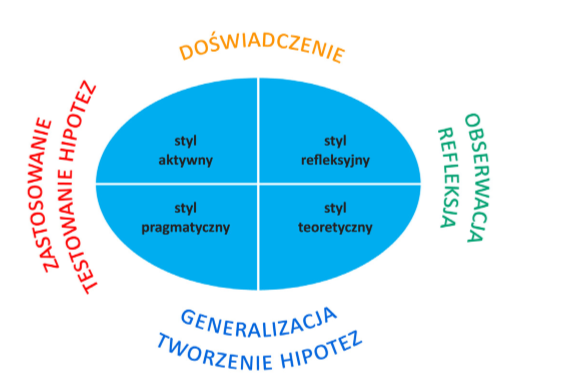 DOŚWIADCZENIE
ZASTOSOWANIE
TESTOWANIE HIPOTEZ
styl
aktywny
styl
refleksyjny
styl
pragmatyczny
styl
teoretyczny
OBSERWACJA
REFLEKSJA
GENERALIZACJA
TWORZENIE HIPOTEZ